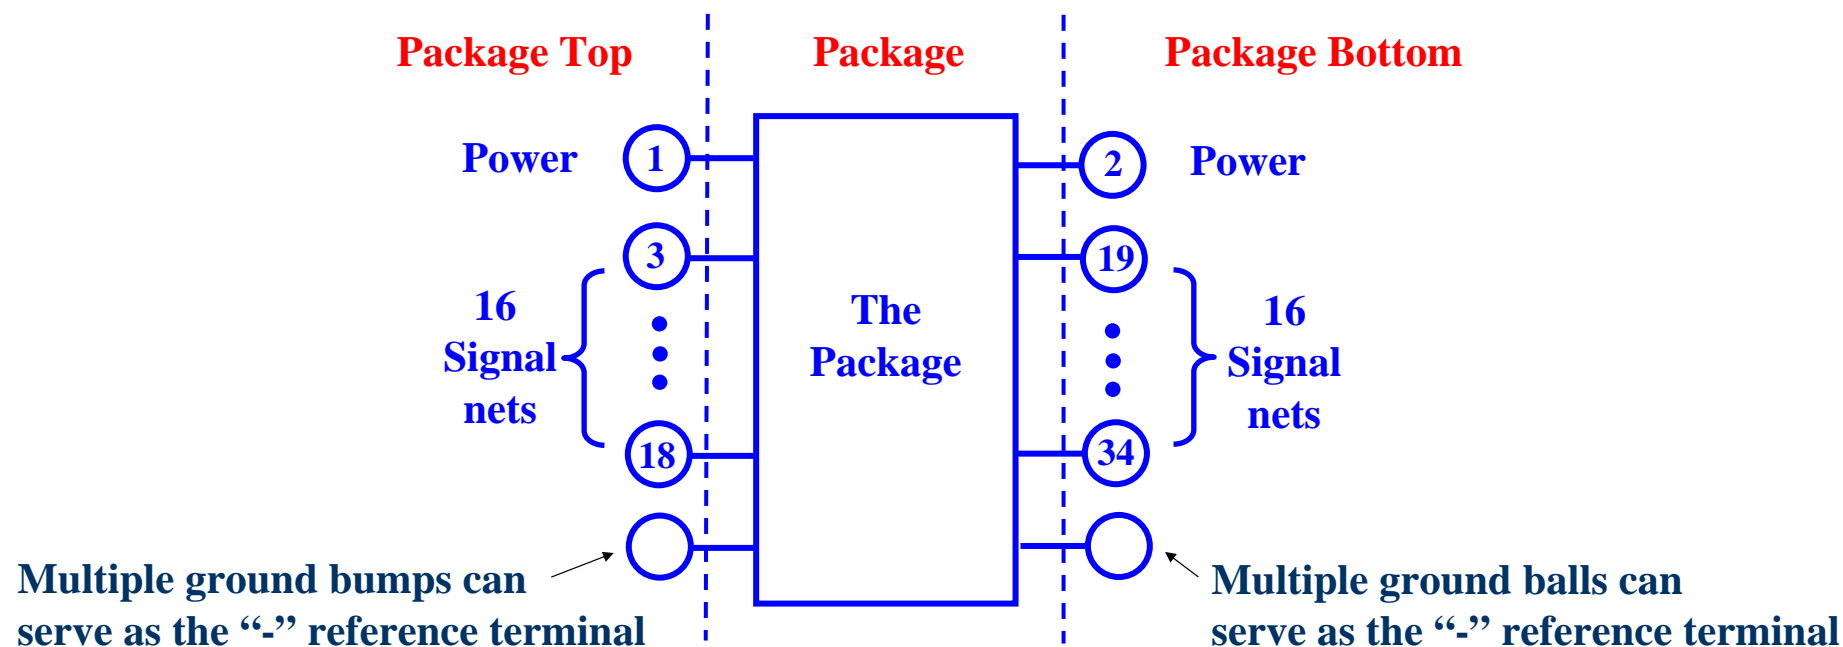 Package Top
Package
Package Bottom
Power
1
2
Power
3
19
16
Signal
nets
The
Package
16
Signal
nets
18
34
Multiple ground bumps can
serve as the “-” reference terminal
Multiple ground balls can
serve as the “-” reference terminal